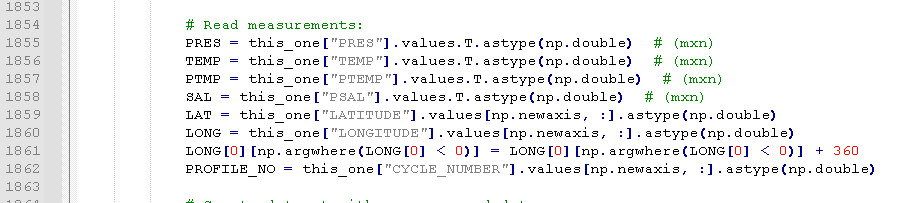 1853
1854 # Read measurements:
1855 PRES = this_one["PRES"].values.T.astype(np.double)  # (mxn)
1856 TEMP = this_one["TEMP"].values.T.astype(np.double)  # (mxn)
1857 PTMP = this_one["PTEMP"].values.T.astype(np.double)  # (mxn)
1858 SAL = this_one["PSAL"].values.T.astype(np.double)  # (mxn)
1859 LAT = this_one["LATITUDE"].values[np.newaxis, :].astype(np.double)
1860 LONG = this_one["LONGITUDE"].values[np.newaxis, :].astype(np.double)
1861 LONG[0][np.argwhere(LONG[0] < 0)] = LONG[0][np.argwhere(LONG[0] < 0)] + 360
1862 PROFILE_NO = this_one["CYCLE_NUMBER"].values[np.newaxis, :].astype(np.double)
1863